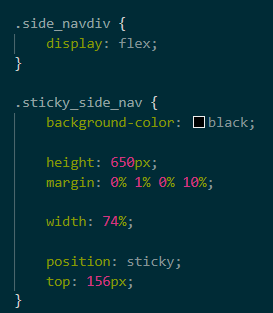 .side_navdiv {
display: flex;
}
.sticky_side_nav {
background-color: black;
height: 650px;
margin: 0% 1% 0% 10%;
width: 74%;
position: sticky;
top: 156px;
}